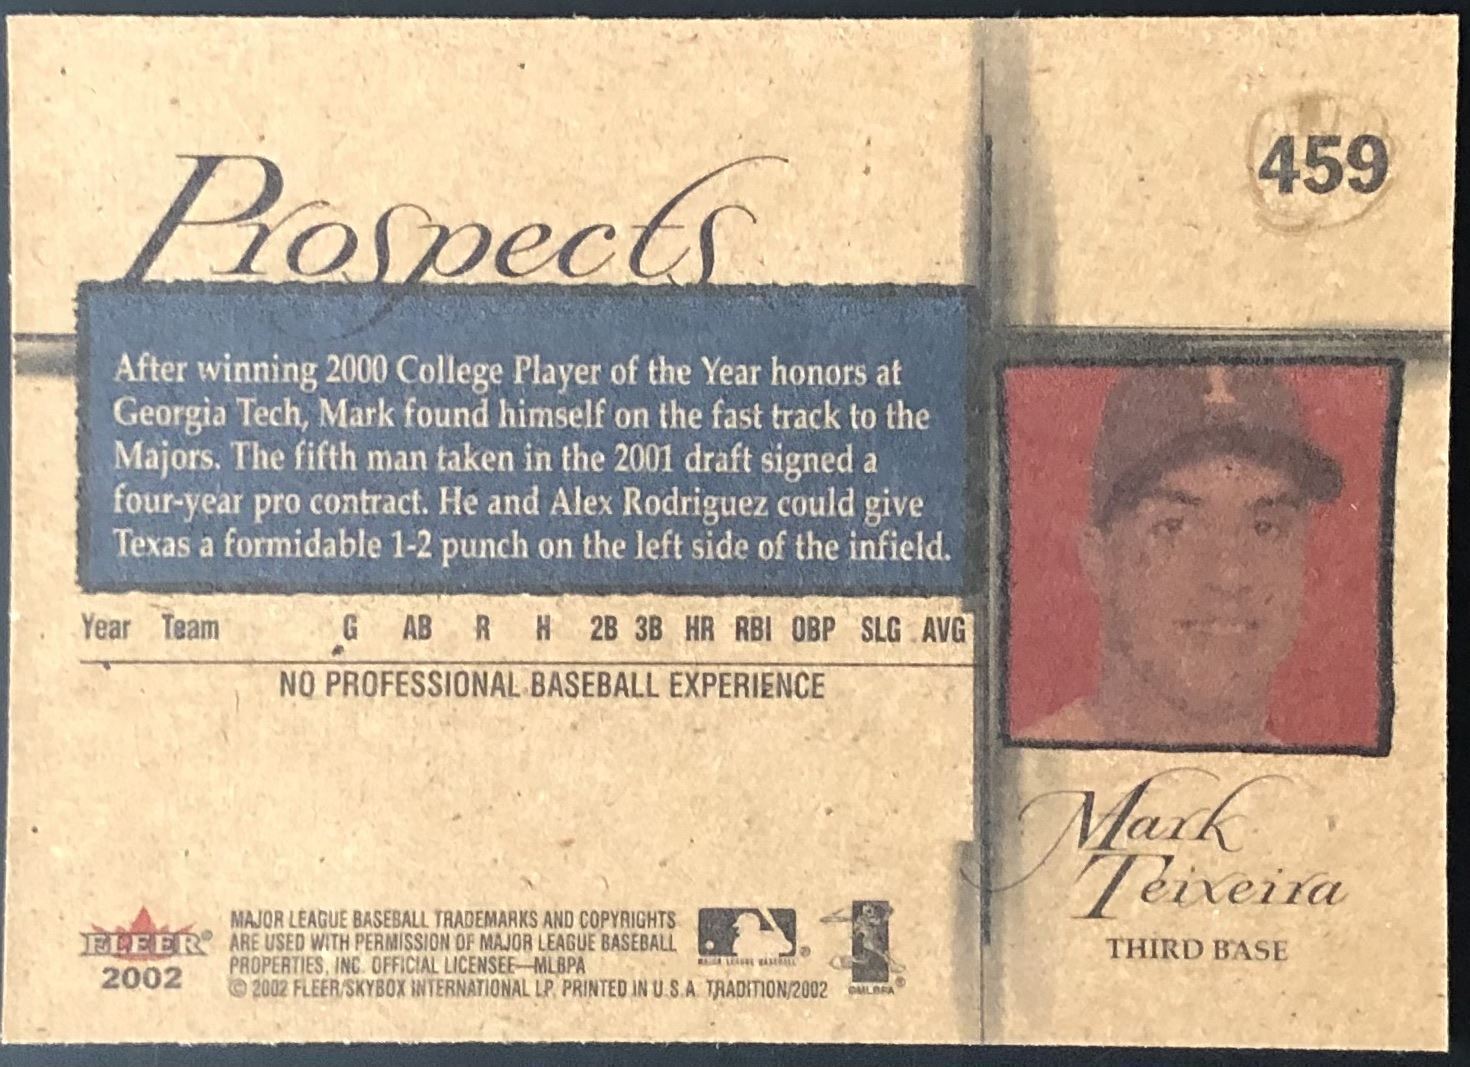 459
Prospects
After winning 2000 College Player of the Year honors at
Georgia Tech, Mark found himself on the fast track to the
Majors. The fifth man taken in the 2001 draft signed a
four-year pro contract. He and Alex Rodriguez could give
Texas a formidable 1-2 punch on the left side of the infield.
Year Team G AB R H 2B 3B HR RBI OBP SLG AVG
NO PROFESSIONAL BASEBALL EXPERIENCE
T
Mark
Teixeira
THIRD BASE
FLEER®
2002
MAJOR LEAGUE BASEBALL TRADEMARKS AND COPYRIGHTS
ARE USED WITH PERMISSION OF MAJOR LEAGUE BASEBALL
PROPERTIES, INC. OFFICIAL LICENSEE—MLBPA
© 2002 FLEER/SKYBOX INTERNATIONAL LP. PRINTED IN U.S.A. TRADITION/2002
MAJOR LEAGUE BASEBALL®
©MLBPA®